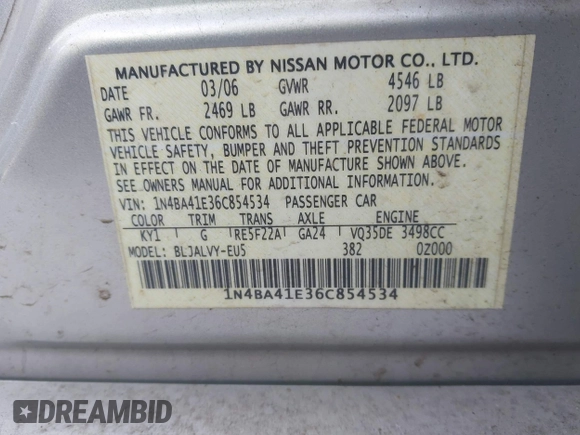 MANUFACTURED BY NISSAN MOTOR CO., LTD.
DATE 03/06 GVWR 4546 LB
GAWR FR. 2469 LB GAWR RR. 2097 LB
THIS VEHICLE CONFORMS TO ALL APPLICABLE FEDERAL MOTOR
VEHICLE SAFETY, BUMPER AND THEFT PREVENTION STANDARDS
IN EFFECT ON THE DATE OF MANUFACTURE SHOWN ABOVE.
SEE OWNERS MANUAL FOR ADDITIONAL INFORMATION.
VIN: 1N4BA41E36C854534 PASSENGER CAR
COLOR TRIM TRANS AXLE ENGINE
KY1 G RE5F22A GA24 VQ35DE 3498CC
MODEL: BLJALVY-EU5 382 0Z000
1N4BA41E36C854534
DREAMBID